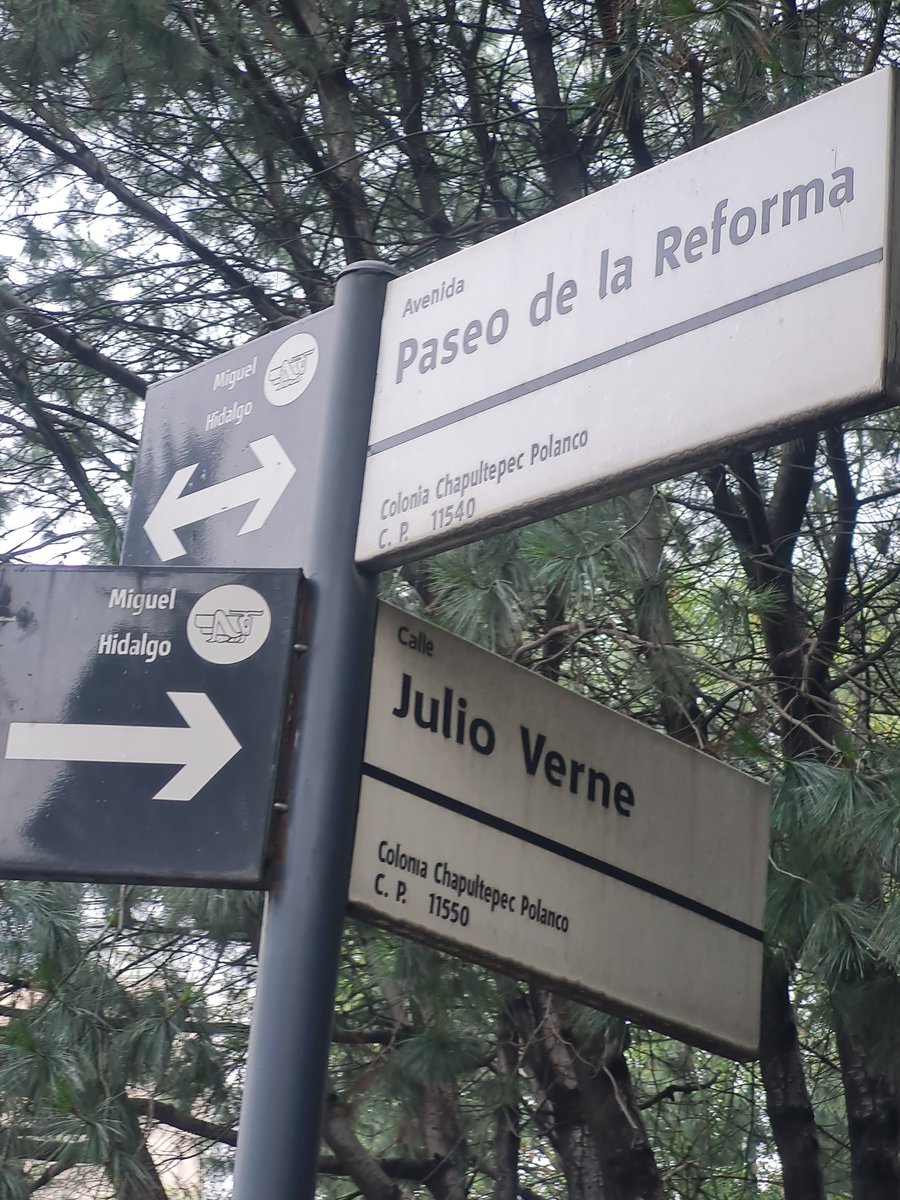 Avenida
Paseo de la Reforma
Colonia Chapultepec Polanco
C. P. 11540
Miguel
Hidalgo
Miguel
Hidalgo
Calle
Julio Verne
Colonia Chapultepec Polanco
C. P. 11550